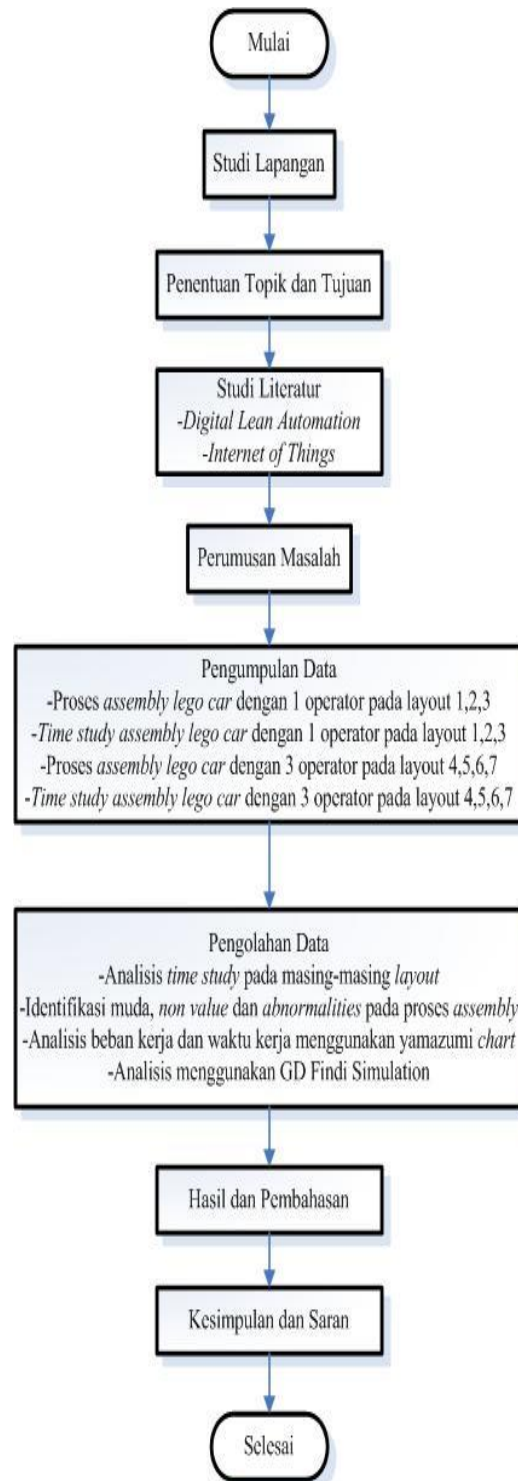 Mulai
Studi Lapangan
Penentuan Topik dan Tujuan
Studi Literatur
-Digital Lean Automation
-Internet of Things
Perumusan Masalah
Pengumpulan Data
-Proses assembly lego car dengan 1 operator pada layout 1,2,3
-Time study assembly lego car dengan 1 operator pada layout 1,2,3
-Proses assembly lego car dengan 3 operator pada layout 4,5,6,7
-Time study assembly lego car dengan 3 operator pada layout 4,5,6,7
Pengolahan Data
-Analisis time study pada masing-masing layout
-Identifikasi muda, non value dan abnormalities pada proses assembly
-Analisis beban kerja dan waktu kerja menggunakan yamazumi chart
-Analisis menggunakan GD Findi Simulation
Hasil dan Pembahasan
Kesimpulan dan Saran
Selesai